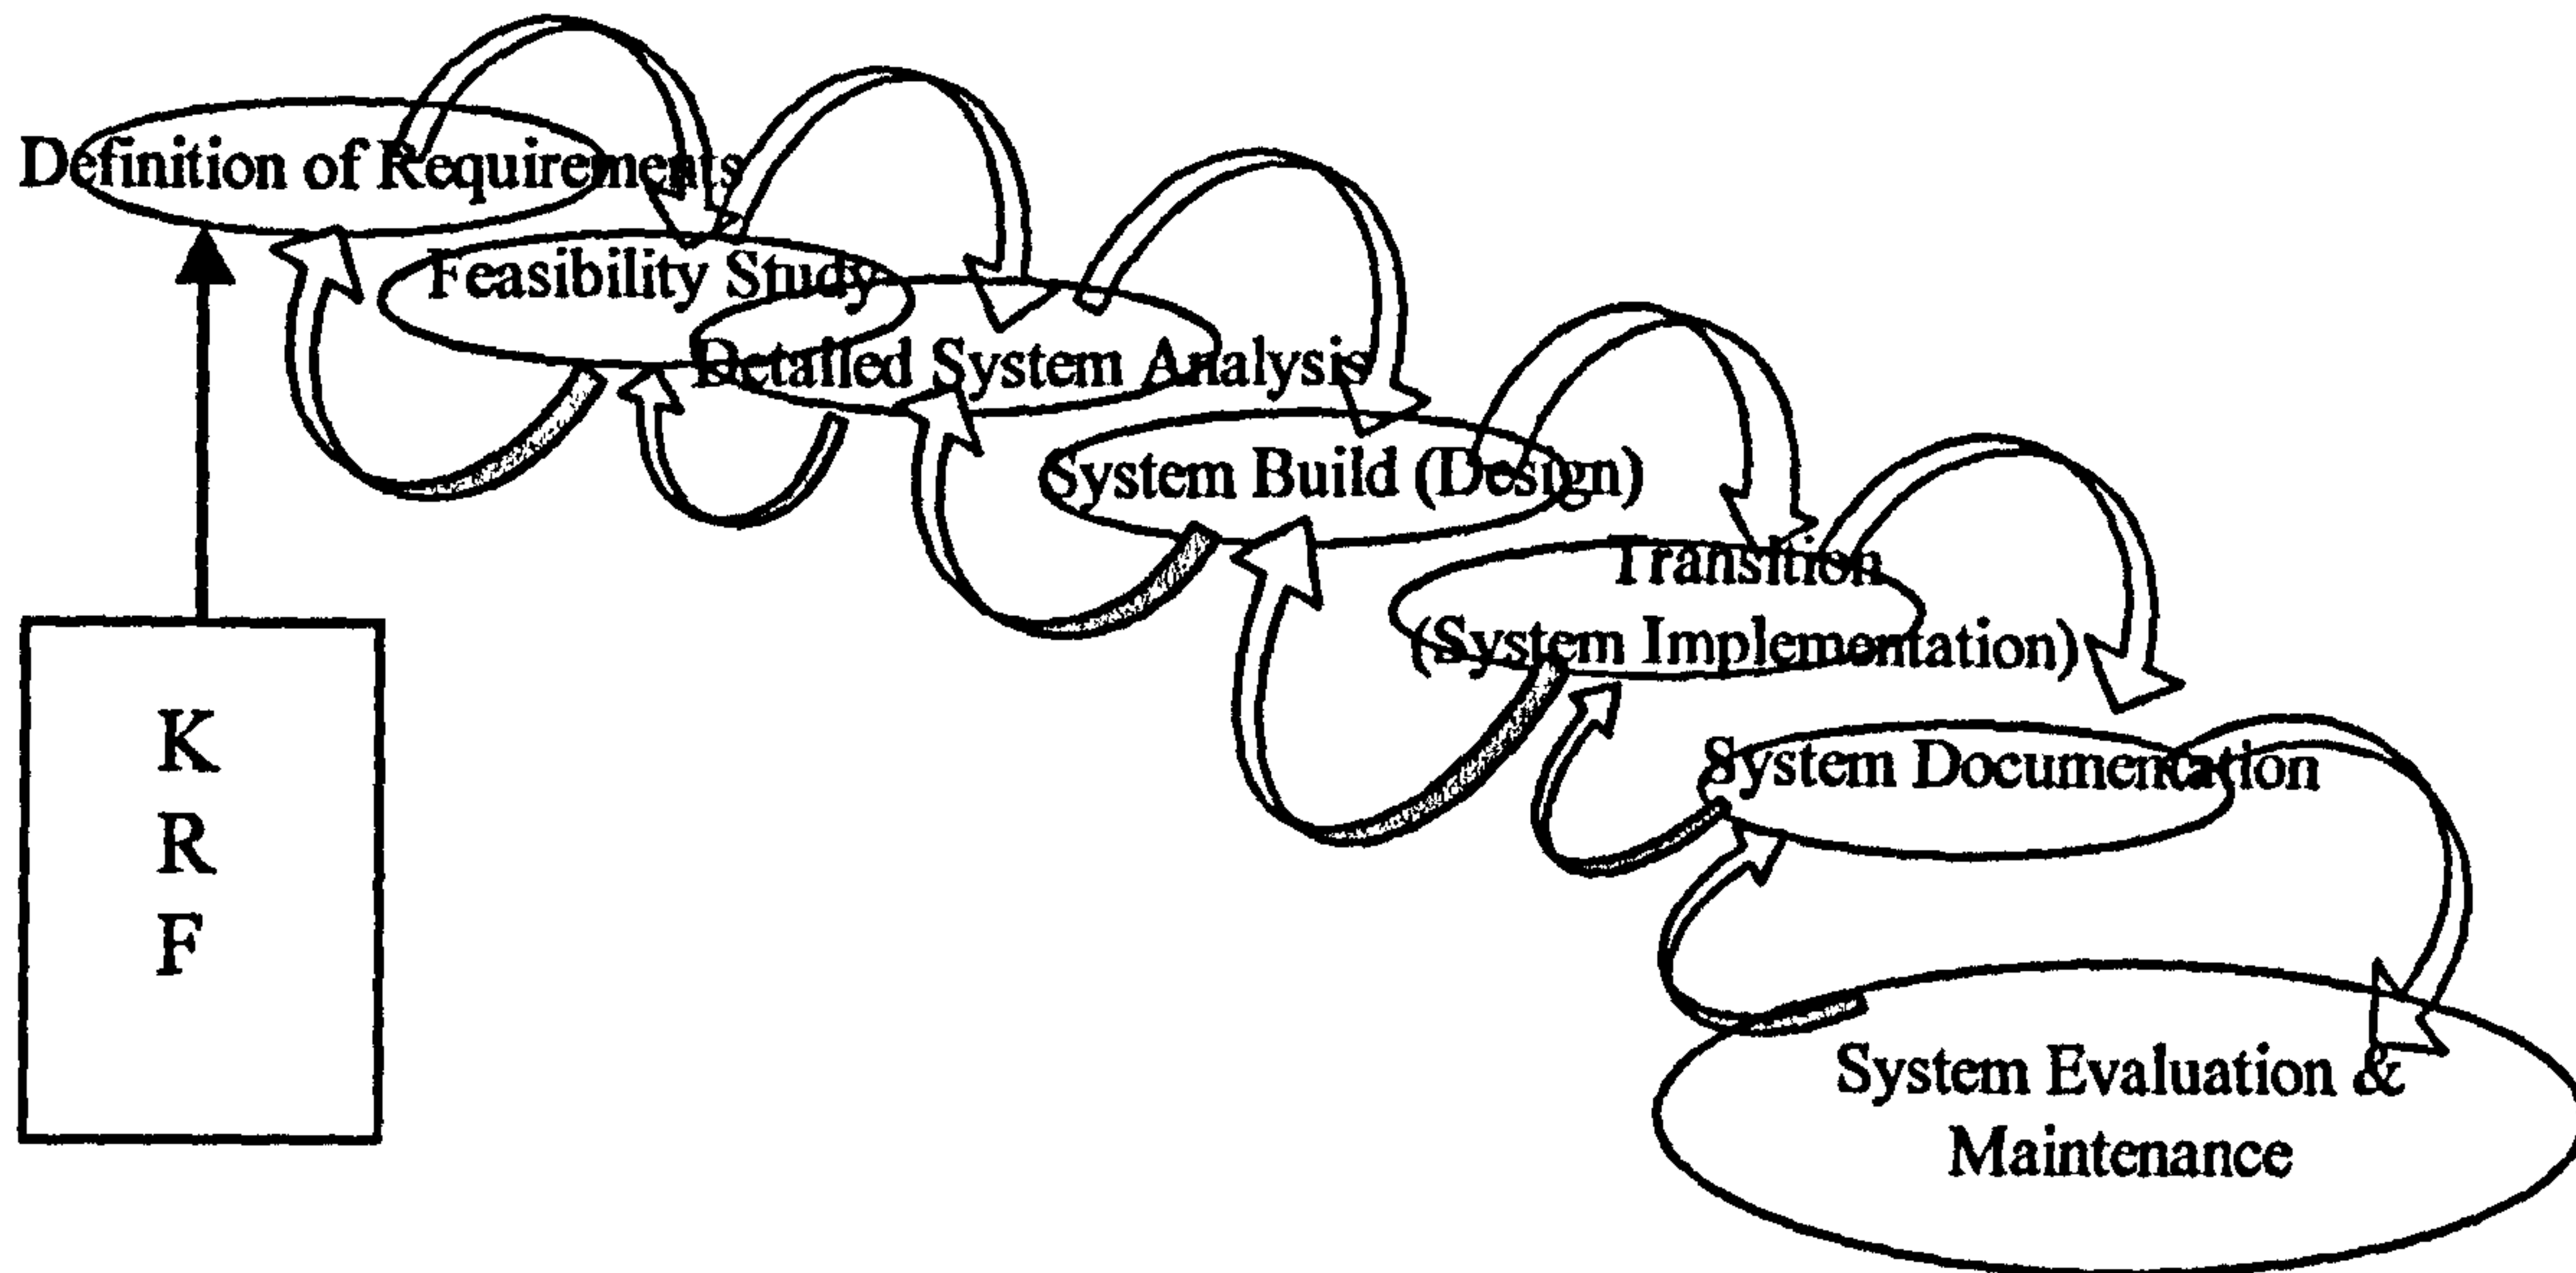 Definition of Requirements
Feasibility Study
Detailed System Analysis
System Build (Design)
Transition
(System Implementation)
System Documentation
System Evaluation &
Maintenance
K
R
F